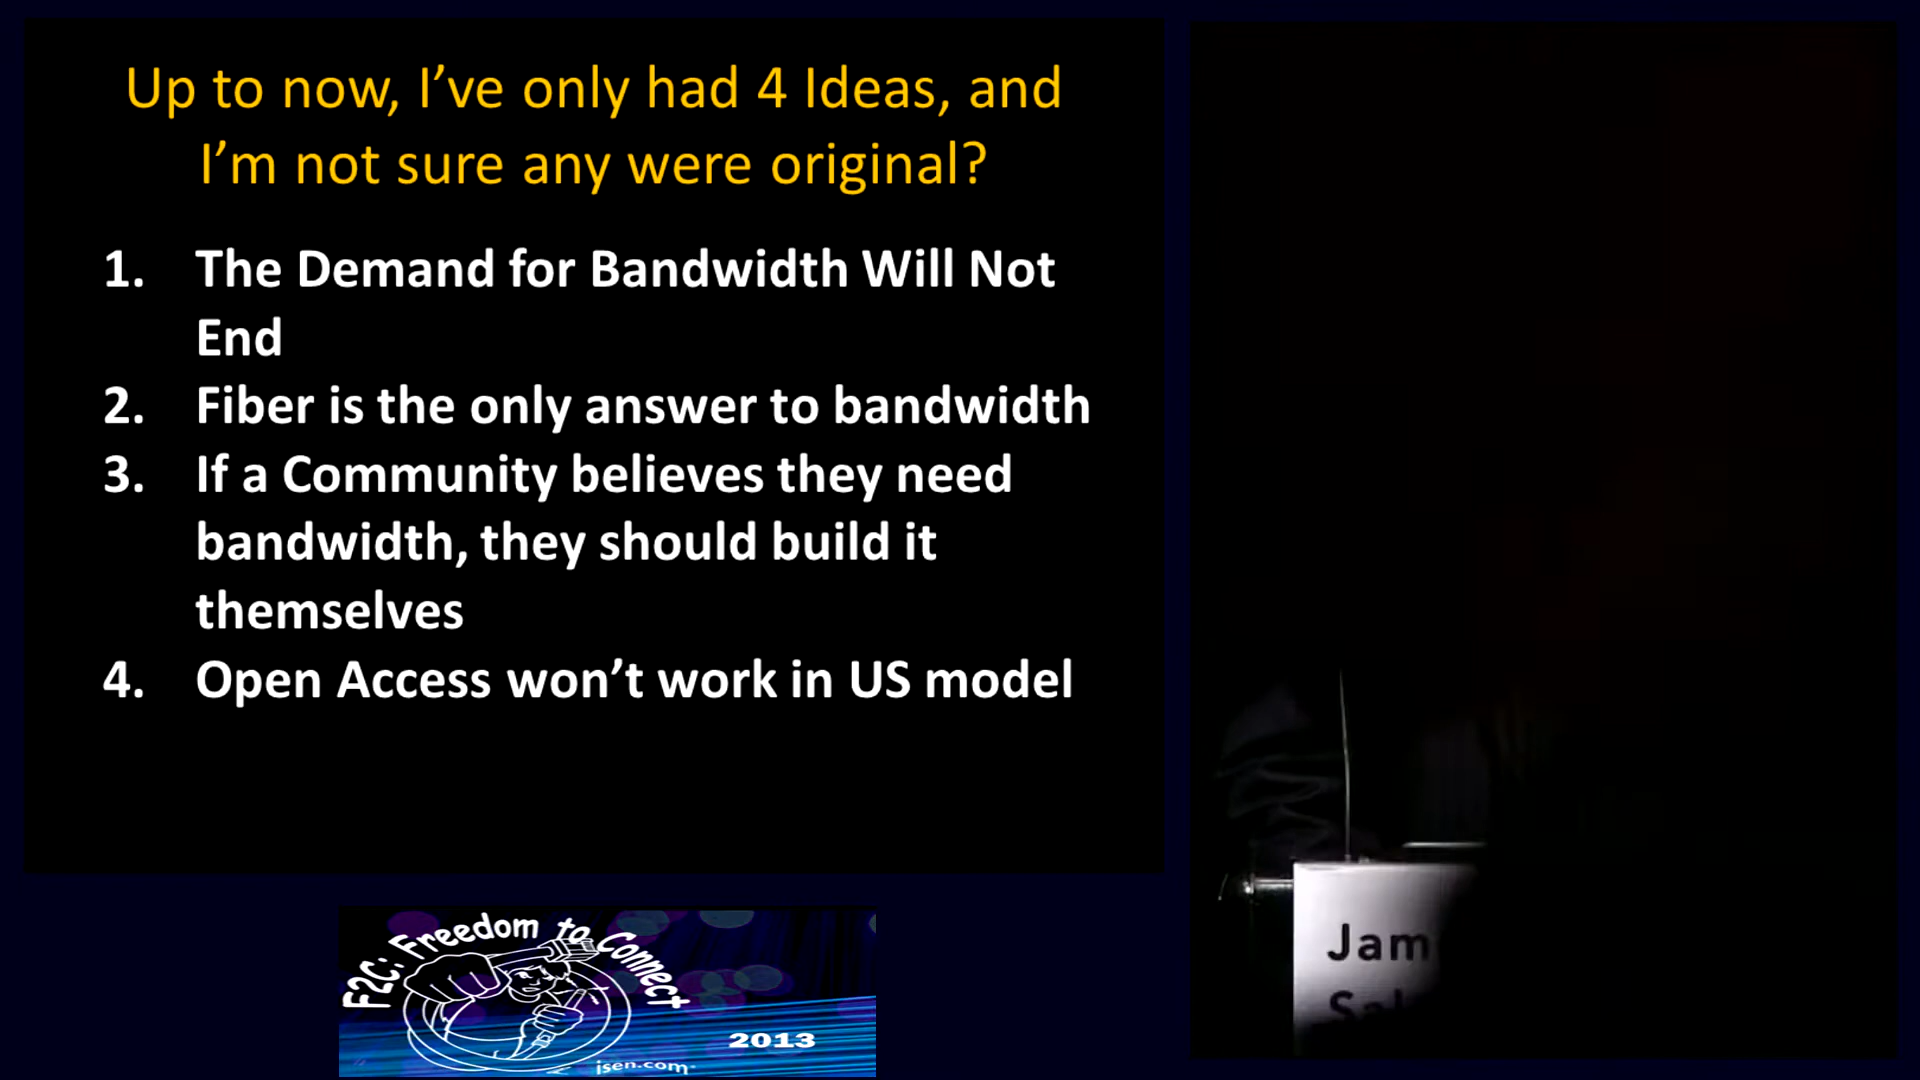 Up to now, I’ve only had 4 Ideas, and
I’m not sure any were original?
1. The Demand for Bandwidth Will Not
End
2. Fiber is the only answer to bandwidth
3. If a Community believes they need
bandwidth, they should build it
themselves
4. Open Access won’t work in US model
F2C: Freedom to Connect
2013
isen.com
Jam